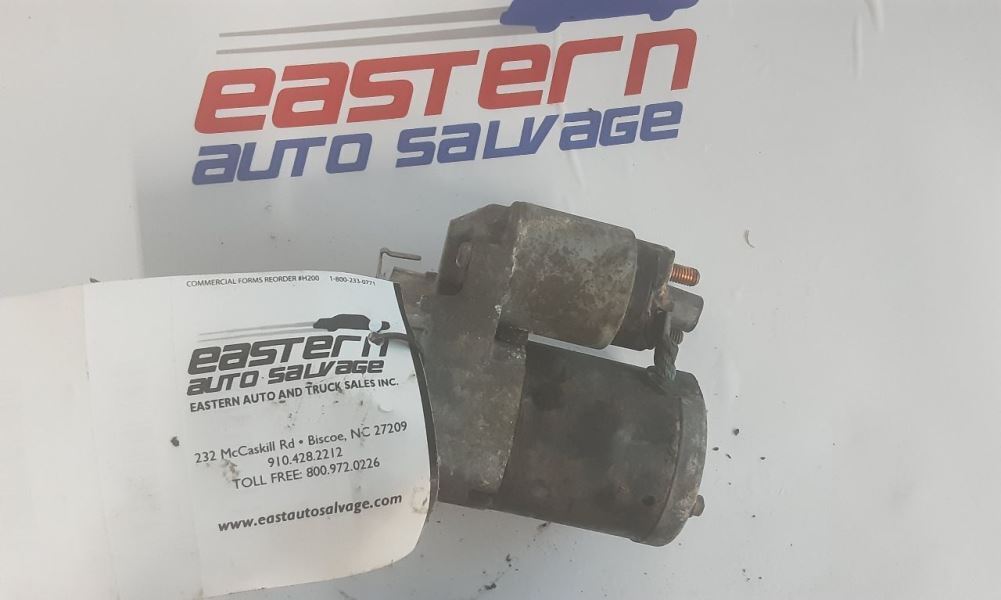 eastern
AUTO SALVAGE
COMMERCIAL FORMS REORDER #H200 1-800-233-0771
eastern
AUTO SALVAGE
EASTERN AUTO AND TRUCK SALES INC.
232 McCaskill Rd • Biscoe, NC 27209
910.428.2212
TOLL FREE: 800.972.0226
www.eastautosalvage.com